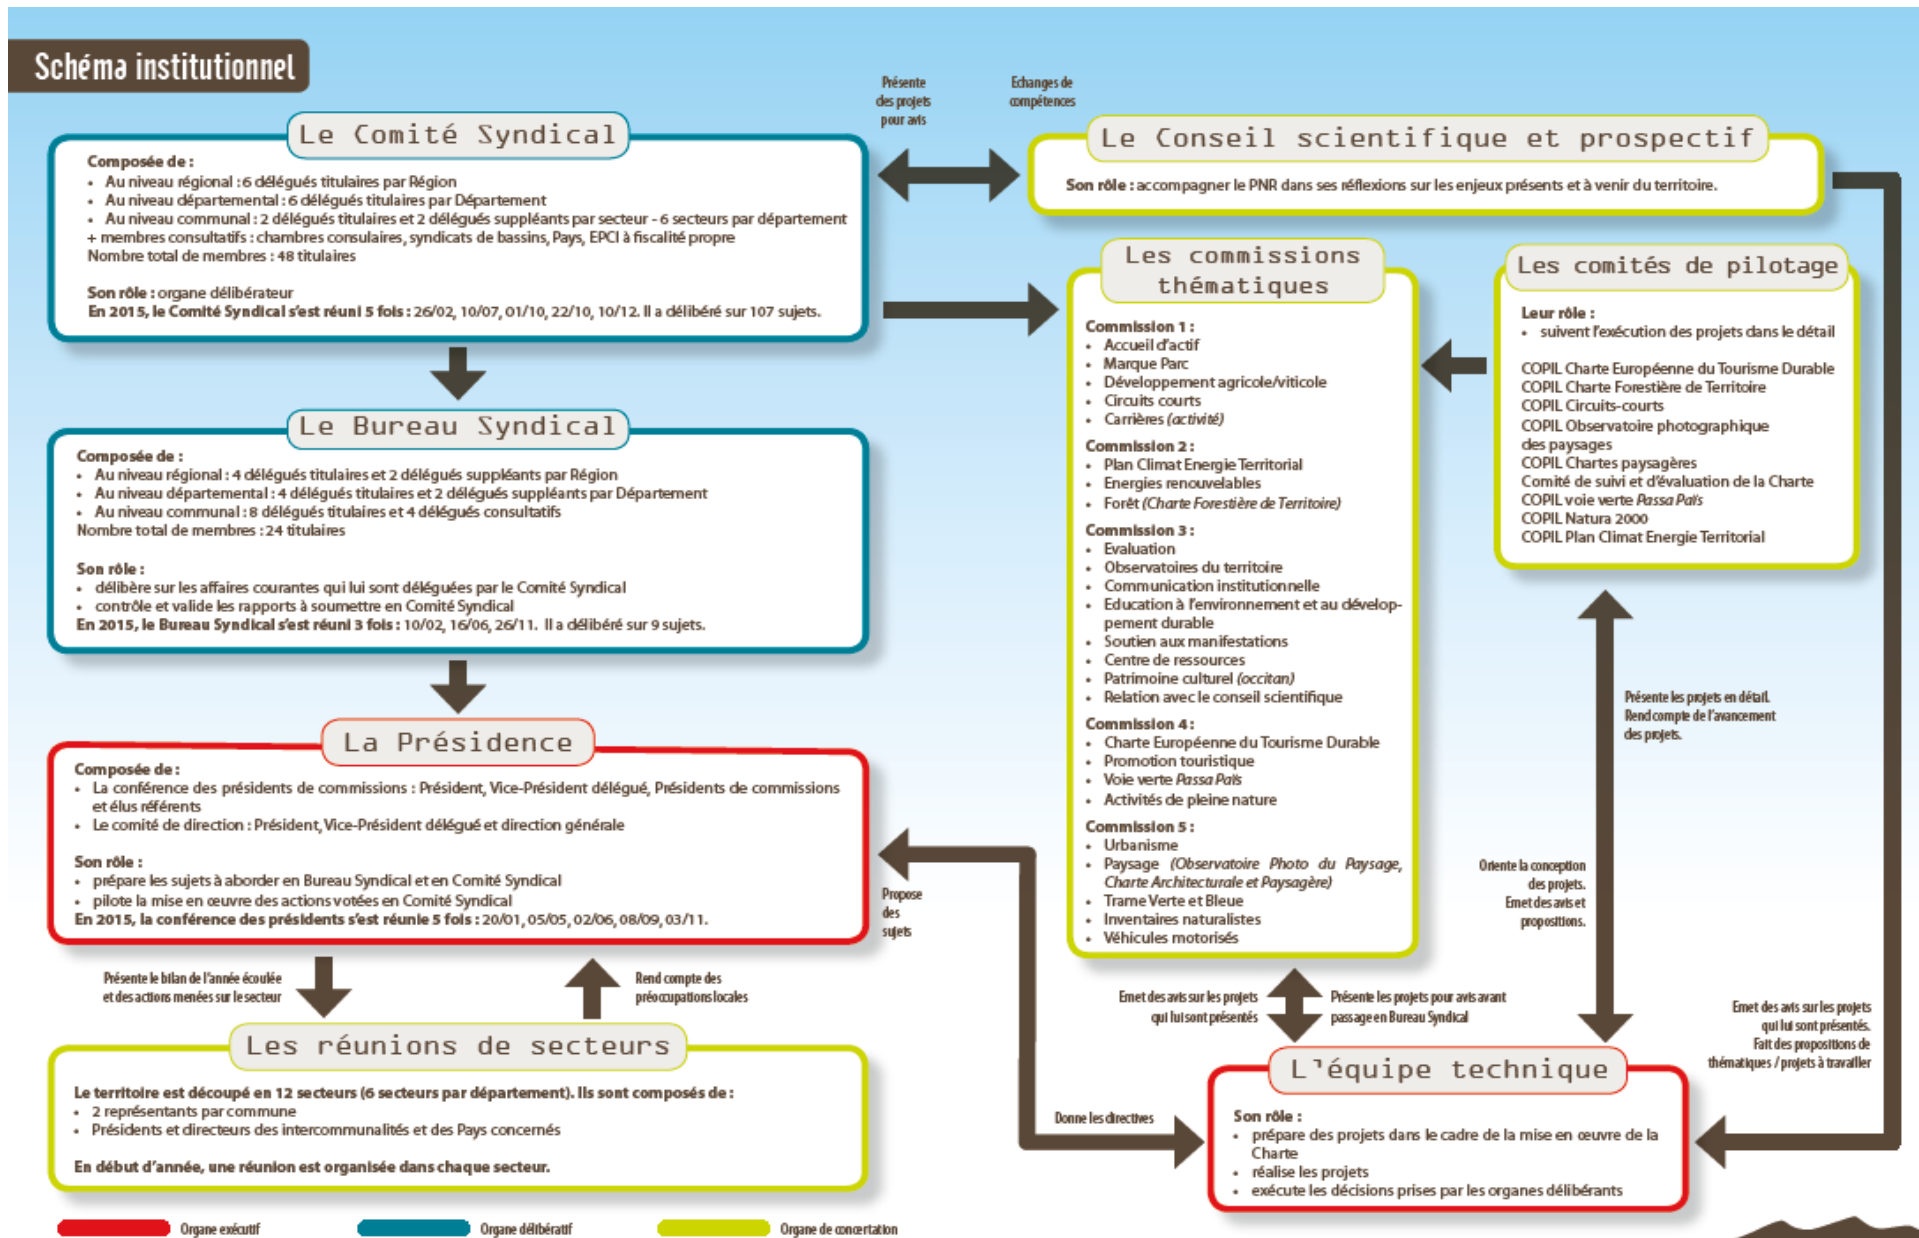 Schéma institutionnel
Présente
des projets
pour avis
Echanges de
compétences
Le Comité Syndical
Composée de :
• Au niveau régional : 6 délégués titulaires par Région
• Au niveau départemental : 6 délégués titulaires par Département
• Au niveau communal : 2 délégués titulaires et 2 délégués suppléants par secteur - 6 secteurs par département
+ membres consultatifs : chambres consulaires, syndicats de bassins, Pays, EPCI à fiscalité propre
Nombre total de membres : 48 titulaires
Son rôle : organe délibérateur
En 2015, le Comité Syndical s'est réuni 5 fois : 26/02, 10/07, 01/10, 22/10, 10/12. Il a délibéré sur 107 sujets.
Le Conseil scientifique et prospectif
Son rôle : accompagner le PNR dans ses réflexions sur les enjeux présents et à venir du territoire.
Le Bureau Syndical
Composée de :
• Au niveau régional : 4 délégués titulaires et 2 délégués suppléants par Région
• Au niveau départemental : 4 délégués titulaires et 2 délégués suppléants par Département
• Au niveau communal : 8 délégués titulaires et 4 délégués consultatifs
Nombre total de membres : 24 titulaires
Son rôle :
• délibère sur les affaires courantes qui lui sont déléguées par le Comité Syndical
• contrôle et valide les rapports à soumettre en Comité Syndical
En 2015, le Bureau Syndical s'est réuni 3 fois : 10/02, 16/06, 26/11. Il a délibéré sur 9 sujets.
La Présidence
Composée de :
• La conférence des présidents de commissions : Président, Vice-Président délégué, Présidents de commissions
et élus référents
• Le comité de direction : Président, Vice-Président délégué et direction générale
Son rôle :
• prépare les sujets à aborder en Bureau Syndical et en Comité Syndical
• pilote la mise en œuvre des actions votées en Comité Syndical
En 2015, la conférence des présidents s'est réunie 5 fois : 20/01, 05/05, 02/06, 08/09, 03/11.
Présente le bilan de l'année écoulée
et des actions menées sur le secteur
Rend compte des
préoccupations locales
Les réunions de secteurs
Le territoire est découpé en 12 secteurs (6 secteurs par département). Ils sont composés de :
• 2 représentants par commune
• Présidents et directeurs des intercommunalités et des Pays concernés
En début d'année, une réunion est organisée dans chaque secteur.
Les commissions
thématiques
Commission 1 :
• Accueil d'actif
• Marque Parc
• Développement agricole/viticole
• Circuits courts
• Carrières (activité)
Commission 2 :
• Plan Climat Energie Territorial
• Energies renouvelables
• Forêt (Charte Forestière de Territoire)
Commission 3 :
• Evaluation
• Observatoires du territoire
• Communication institutionnelle
• Education à l'environnement et au dévelop-
pement durable
• Soutien aux manifestations
• Centre de ressources
• Patrimoine culturel (occitan)
• Relation avec le conseil scientifique
Commission 4 :
• Charte Européenne du Tourisme Durable
• Promotion touristique
• Voie verte Passa Païs
• Activités de pleine nature
Commission 5 :
• Urbanisme
• Paysage (Observatoire Photo du Paysage,
Charte Architecturale et Paysagère)
• Trame Verte et Bleue
• Inventaires naturalistes
• Véhicules motorisés
Les comités de pilotage
Leur rôle :
• suivent l'exécution des projets dans le détail
COPIL Charte Européenne du Tourisme Durable
COPIL Charte Forestière de Territoire
COPIL Circuits-courts
COPIL Observatoire photographique
des paysages
COPIL Chartes paysagères
Comité de suivi et d'évaluation de la Charte
COPIL voie verte Passa Païs
COPIL Natura 2000
COPIL Plan Climat Energie Territorial
Présente les projets en détail.
Rend compte de l'avancement
des projets.
Oriente la conception
des projets.
Emet des avis et
propositions.
Propose
des
sujets
Donne les directives
Emet des avis sur les projets
qui lui sont présentés
Présente les projets pour avis avant
passage en Bureau Syndical
Emet des avis sur les projets
qui lui sont présentés.
Fait des propositions de
thématiques / projets à travailler
L'équipe technique
Son rôle :
• prépare des projets dans le cadre de la mise en œuvre de la
Charte
• réalise les projets
• exécute les décisions prises par les organes délibérants
Organe exécutif
Organe délibératif
Organe de concertation